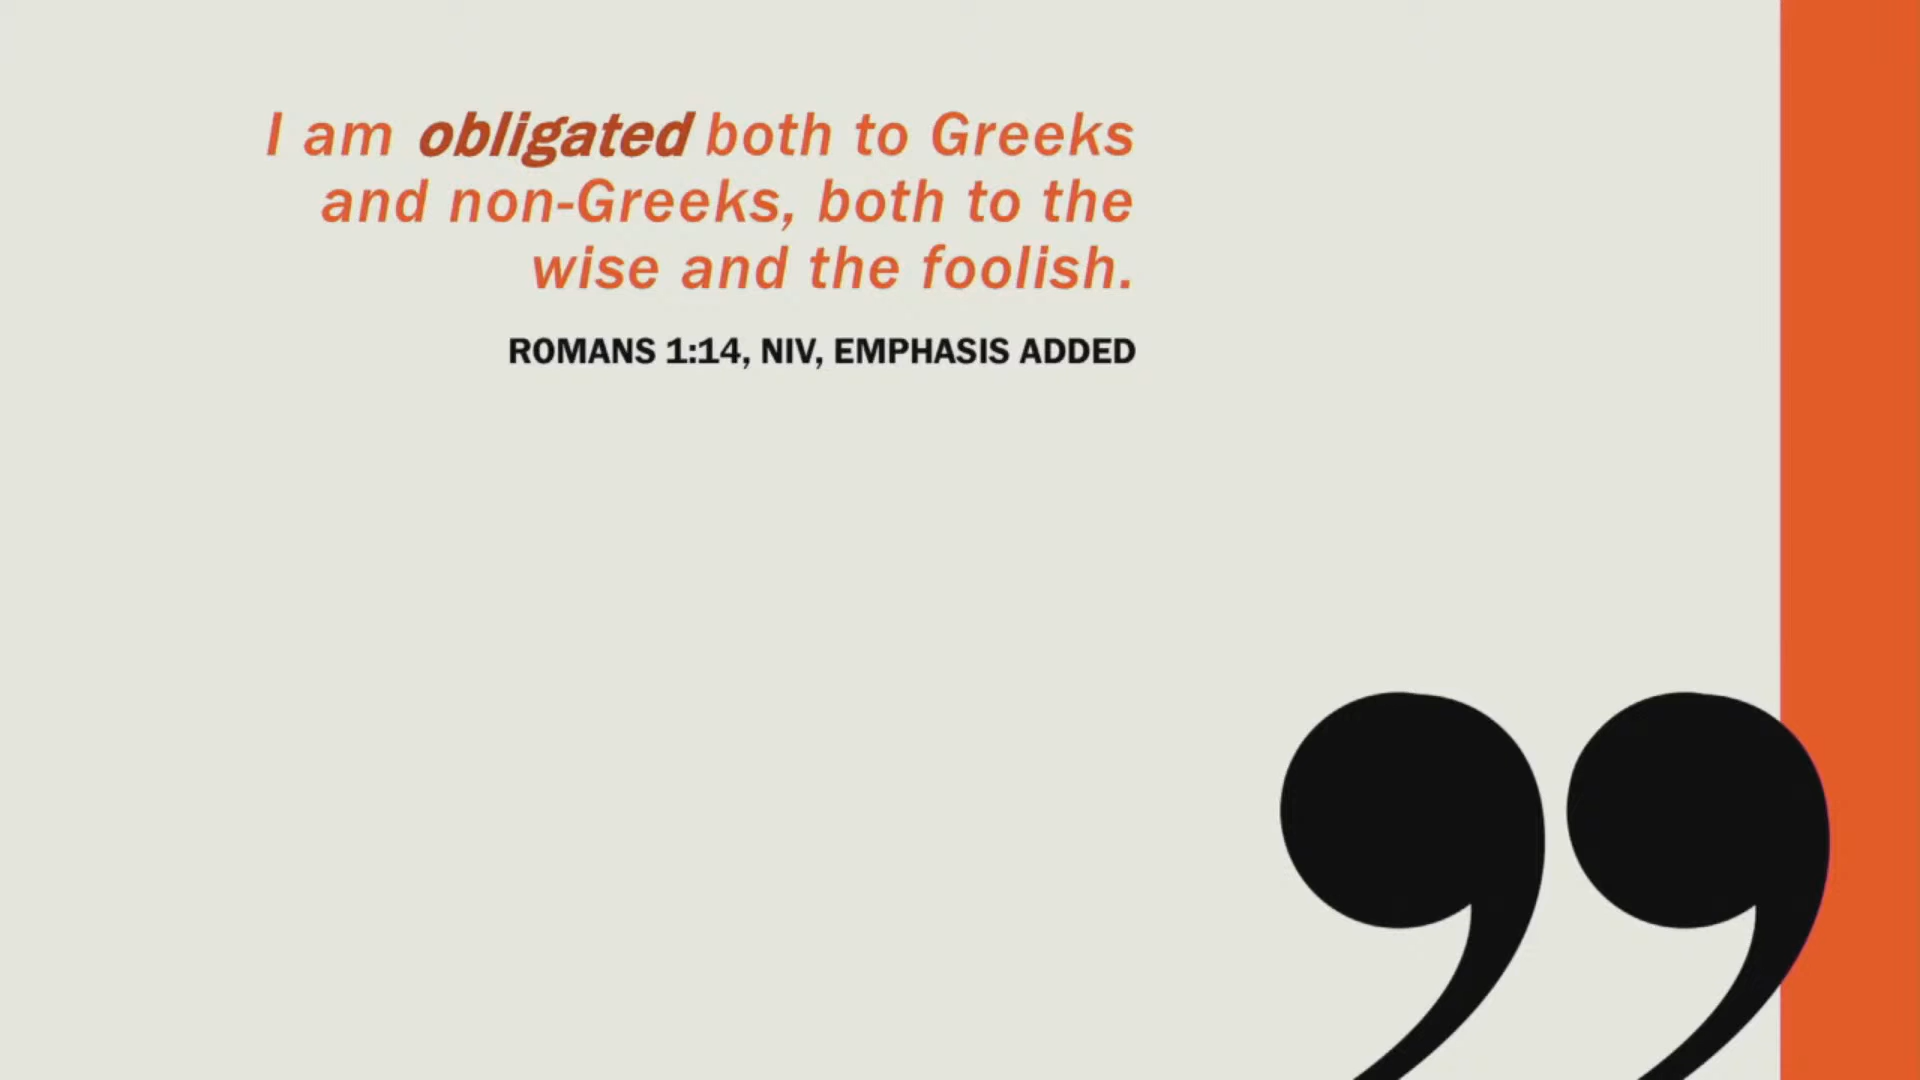 I am obligated both to Greeks
and non-Greeks, both to the
wise and the foolish.
ROMANS 1:14, NIV, EMPHASIS ADDED
”